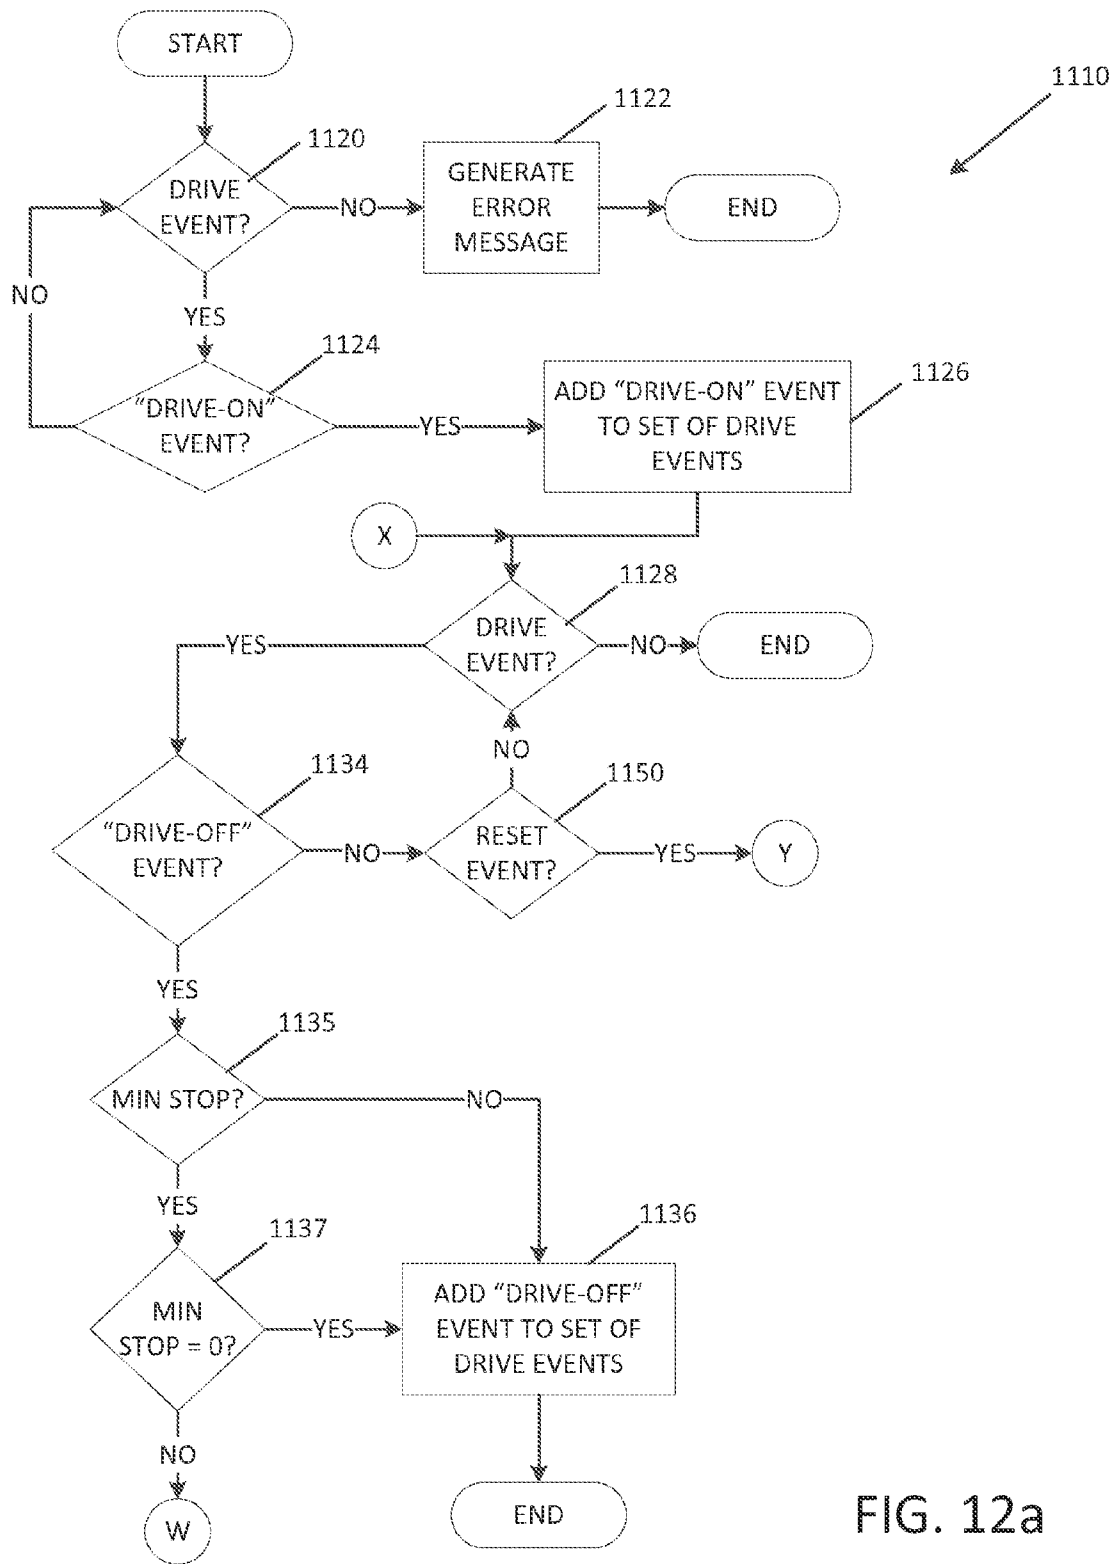 START
1110
1122
1120
DRIVE
EVENT?
NO
GENERATE
ERROR
MESSAGE
END
NO
YES
1124
"DRIVE-ON"
EVENT?
YES
ADD "DRIVE-ON" EVENT
TO SET OF DRIVE
EVENTS
1126
X
1128
DRIVE
EVENT?
YES
NO
END
NO
1134
"DRIVE-OFF"
EVENT?
NO
1150
RESET
EVENT?
YES
Y
YES
1135
MIN STOP?
NO
YES
1137
MIN
STOP = 0?
YES
1136
ADD "DRIVE-OFF"
EVENT TO SET OF
DRIVE EVENTS
NO
W
END
FIG. 12a